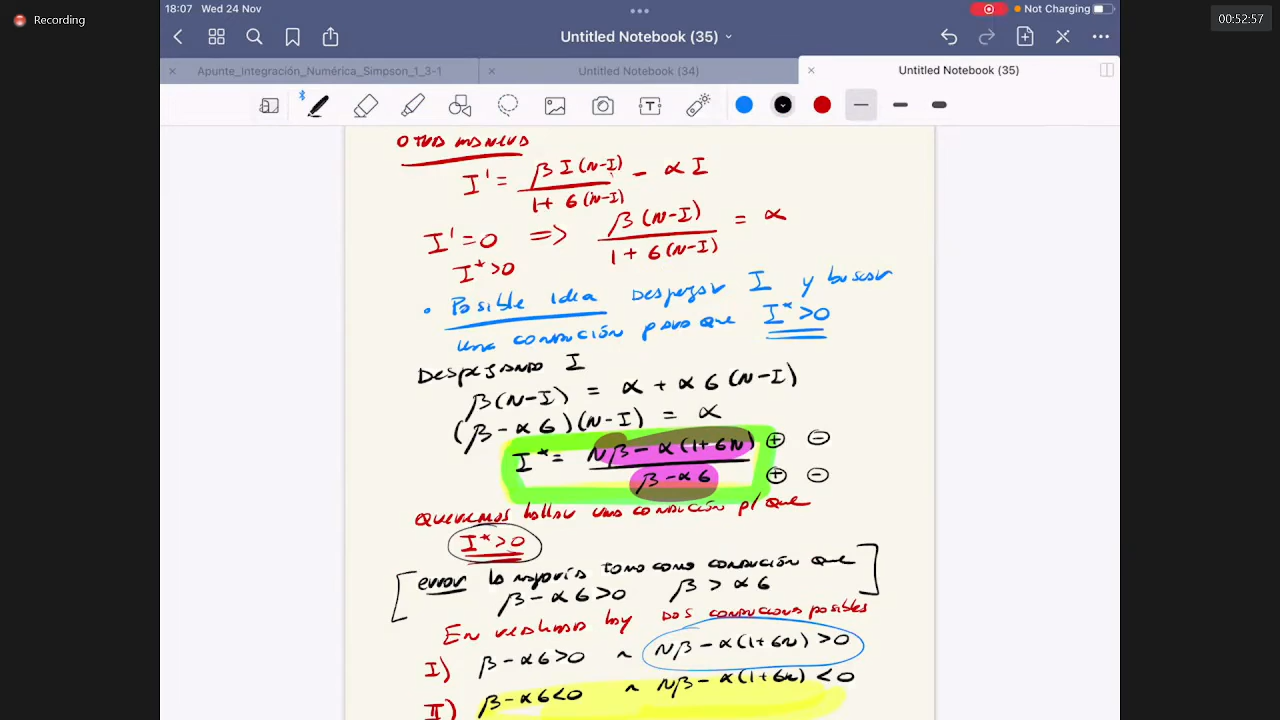 Recording
18:07 Wed 24 Nov
Not Charging
00:52:57
Untitled Notebook (35)
Apunte_Integración_Numérica_Simpson_1_3-1
Untitled Notebook (34)
Untitled Notebook (35)
otra manera
I' = βI(N-I) / 1+6(N-I) - αI
I'=0 => β(N-I) / 1+6(N-I) = α
I*>0
• Posible idea despejar I y buscar
una condición para que I*>0
Despejando I
β(N-I) = α + α6(N-I)
(β-α6)(N-I) = α
I* = Nβ-α(1+6N) / β-α6 ⊕ ⊖ ⊕ ⊖
queremos hallar una condición p/ que
I*>0
[error la mayoría tomo como condición que
β-α6>0 β>α6]
En realidad hay dos condiciones posibles
I) β-α6>0 ~ Nβ-α(1+6N)>0
II) β-α6<0 ~ Nβ-α(1+6N)<0